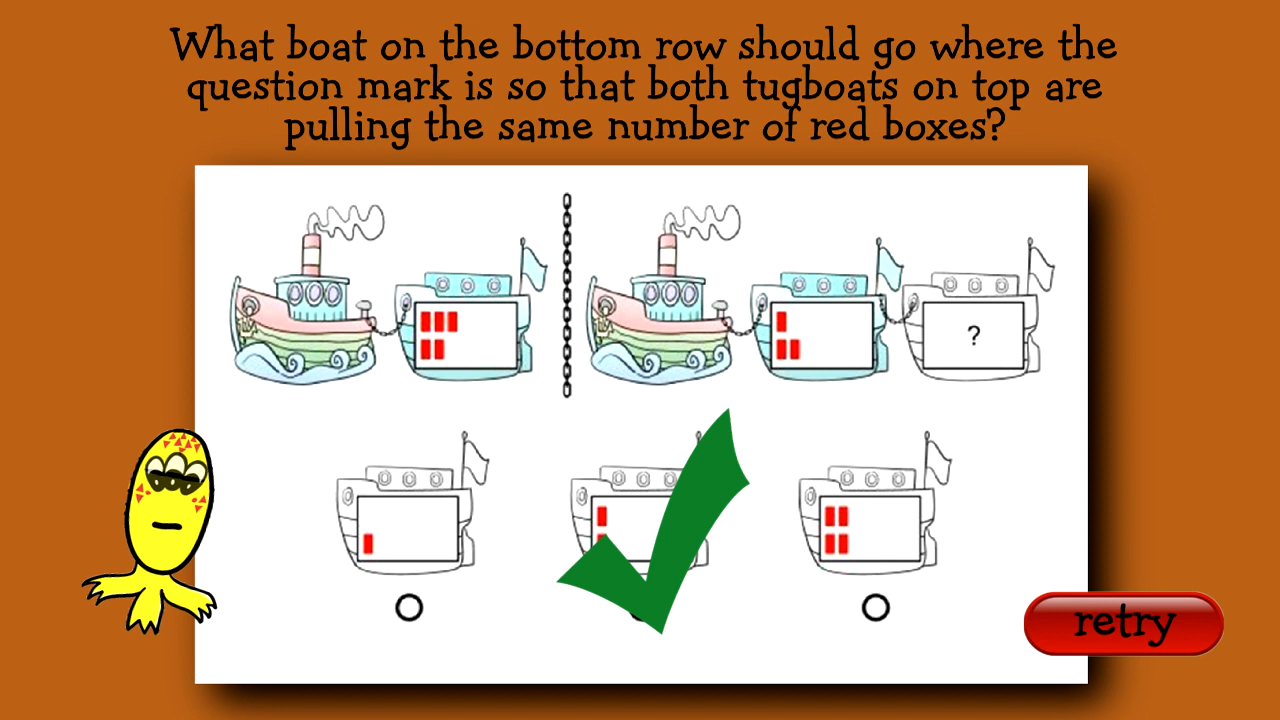 What boat on the bottom row should go where the
question mark is so that both tugboats on top are
pulling the same number of red boxes?
?
retry